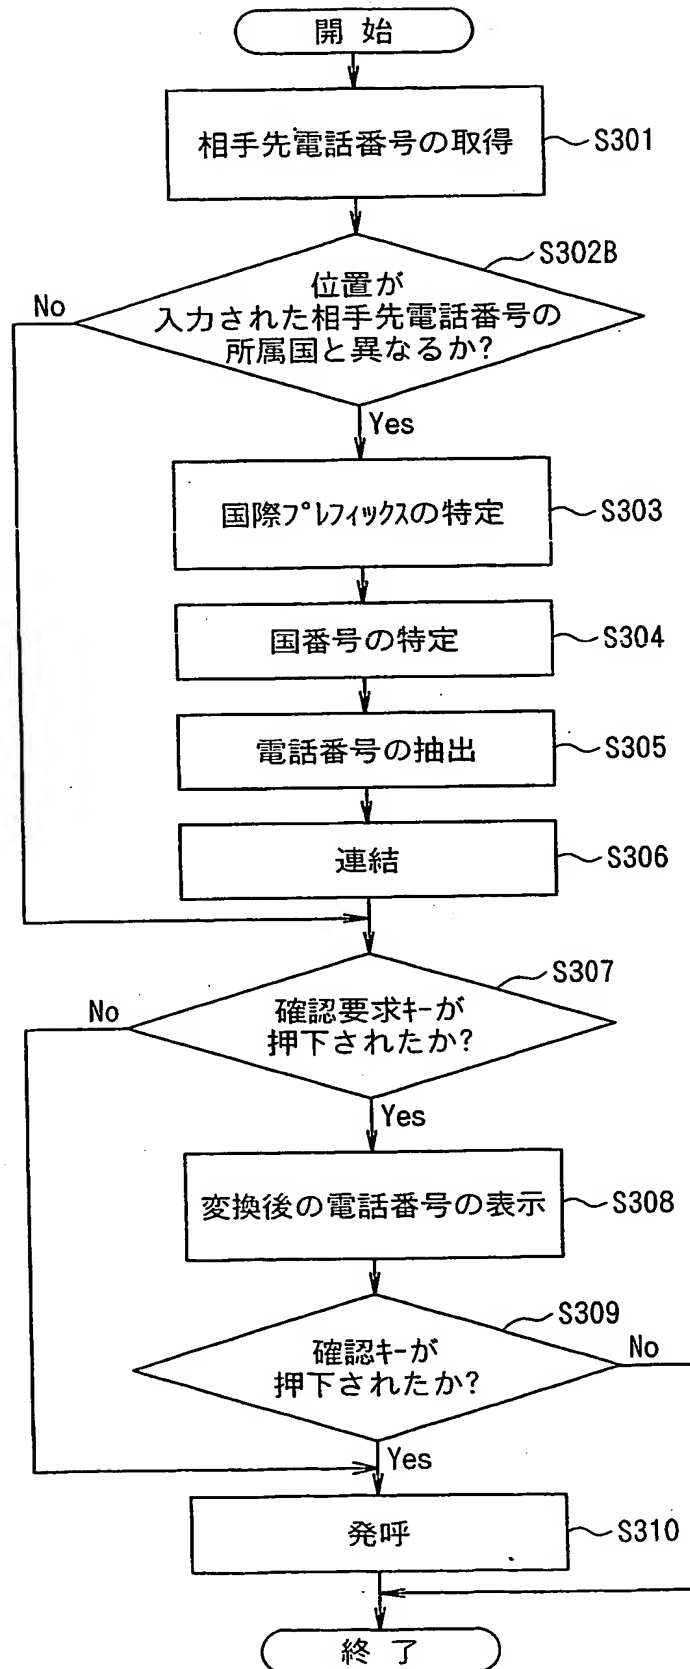 開始
相手先電話番号の取得
S301
S302B
位置が
入力された相手先電話番号の
所属国と異なるか?
No
Yes
国際プレフィックスの特定
S303
国番号の特定
S304
電話番号の抽出
S305
連結
S306
S307
確認要求キーが
押下されたか?
No
Yes
変換後の電話番号の表示
S308
S309
確認キーが
押下されたか?
No
Yes
発呼
S310
終了